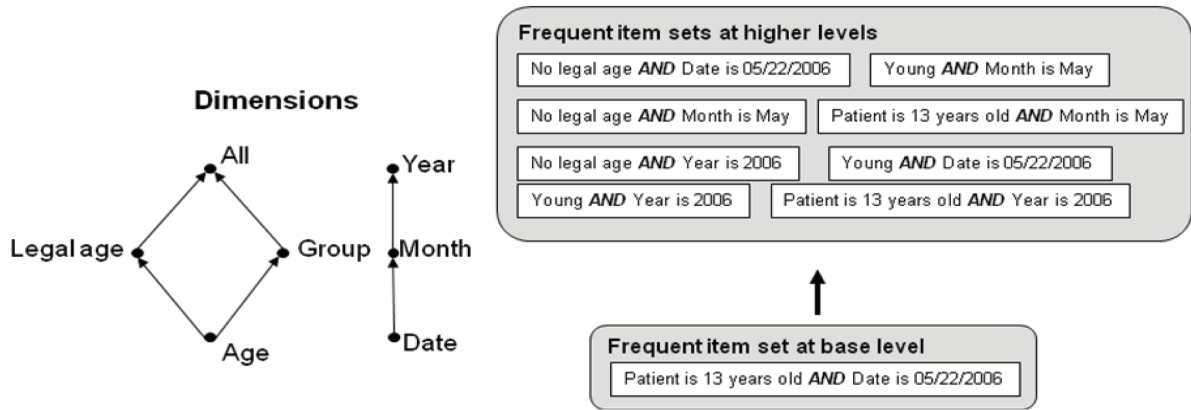 Dimensions
All
Legal age
Group
Age
Year
Month
Date
Frequent item sets at higher levels
No legal age AND Date is 05/22/2006
Young AND Month is May
No legal age AND Month is May
Patient is 13 years old AND Month is May
No legal age AND Year is 2006
Young AND Date is 05/22/2006
Young AND Year is 2006
Patient is 13 years old AND Year is 2006
Frequent item set at base level
Patient is 13 years old AND Date is 05/22/2006